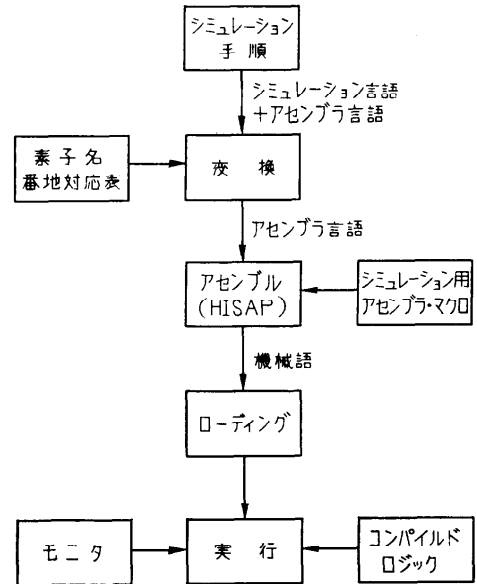 シミュレーション
手順
シミュレーション言語
+アセンブラ言語
素子名
番地対応表
変換
アセンブラ言語
アセンブル
(HISAP)
シミュレーション用
アセンブラ・マクロ
機械語
ローディング
モニタ
実行
コンパイルド
ロジック